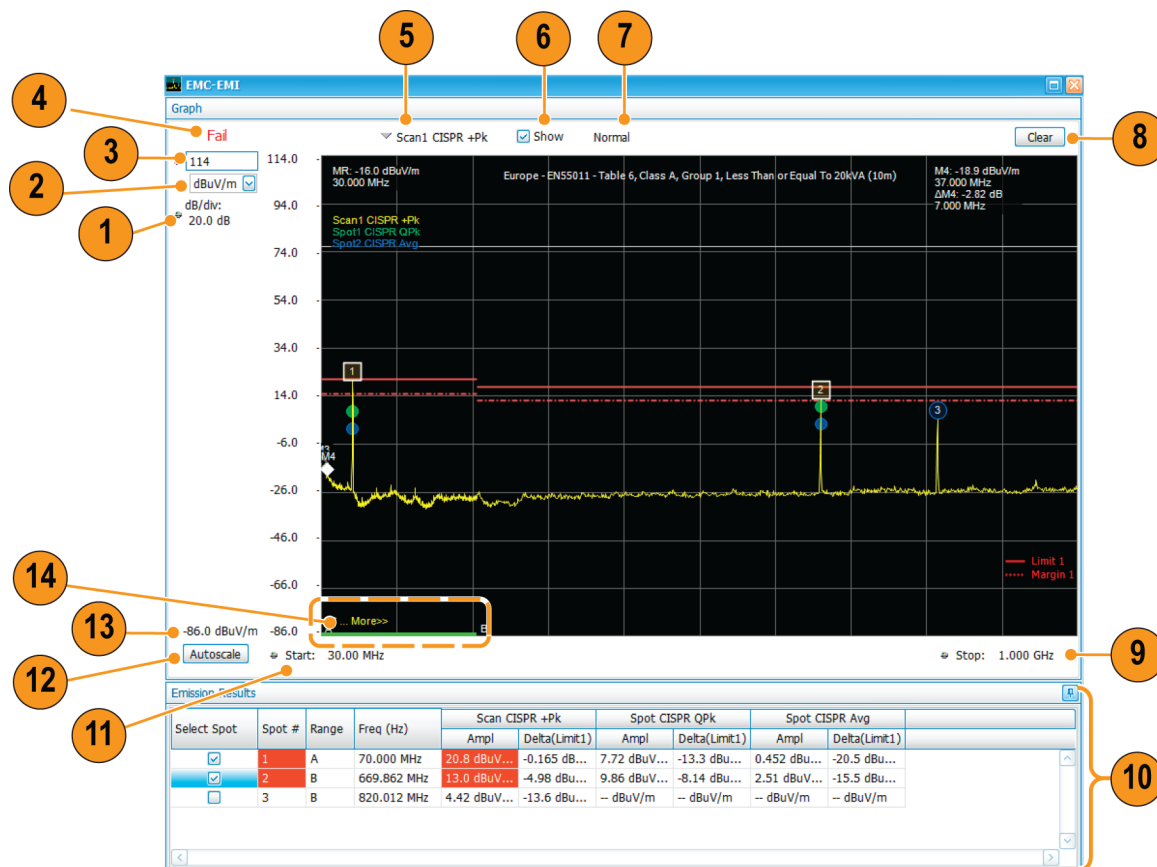 5
6
7
EMC-EMI
4
Graph
Fail
Scan1 CISPR +Pk
Show
Normal
Clear
8
3
114
114.0
MR: -16.0 dBuV/m
30.000 MHz
Europe - EN55011 - Table 6, Class A, Group 1, Less Than or Equal To 20kVA (10m)
M4: -18.9 dBuV/m
37.000 MHz
ΔM4: -2.82 dB
7.000 MHz
2
dBuV/m
dB/div:
20.0 dB
1
94.0
Scan1 CISPR +Pk
Spot1 CISPR QPk
Spot2 CISPR Avg
74.0
54.0
34.0
1
14.0
2
3
-6.0
M4
-26.0
-46.0
Limit 1
Margin 1
14
-66.0
... More>>
B
13
-86.0 dBuV/m
-86.0
12
Autoscale
Start: 30.00 MHz
Stop: 1.000 GHz
9
11
Emission Results
Select Spot
Spot #
Range
Freq (Hz)
Scan CISPR +Pk
Spot CISPR QPk
Spot CISPR Avg
Ampl
Delta(Limit1)
Ampl
Delta(Limit1)
Ampl
Delta(Limit1)
1 A 70.000 MHz 20.8 dBuV... -0.165 dB... 7.72 dBuV... -13.3 dBu... 0.452 dBu... -20.5 dBu...
2 B 669.862 MHz 13.0 dBuV... -4.98 dBu... 9.86 dBuV... -8.14 dBu... 2.51 dBuV... -15.5 dBu...
3 B 820.012 MHz 4.42 dBuV... -13.6 dBu... -- dBuV/m -- dBuV/m -- dBuV/m -- dBuV/m
10